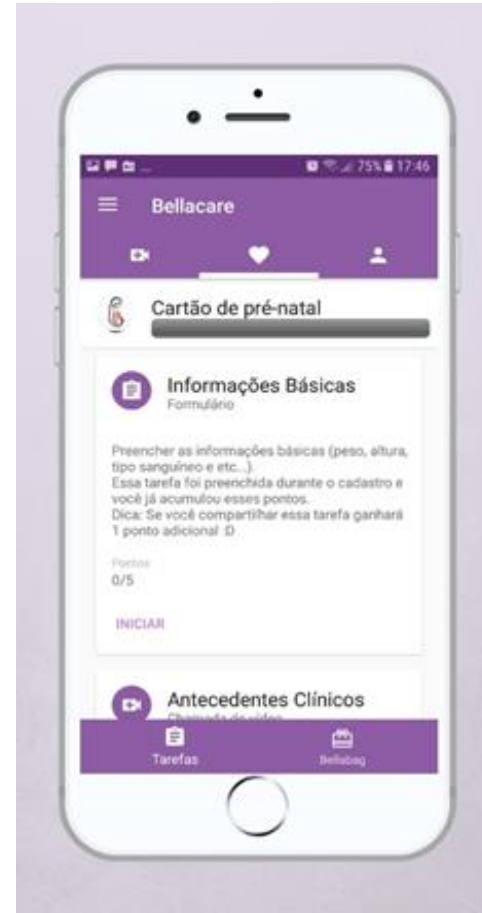 75% 17:46
Bellacare
Cartão de pré-natal
Informações Básicas
Formulário
Preencher as informações básicas (peso, altura,
tipo sanguíneo e etc...).
Essa tarefa foi preenchida durante o cadastro e
você já acumulou esses pontos.
Dica: Se você compartilhar essa tarefa ganhará
1 ponto adicional :D
Pontos
0/5
INICIAR
Antecedentes Clínicos
Chamada de vídeo
Tarefas
Bellabag